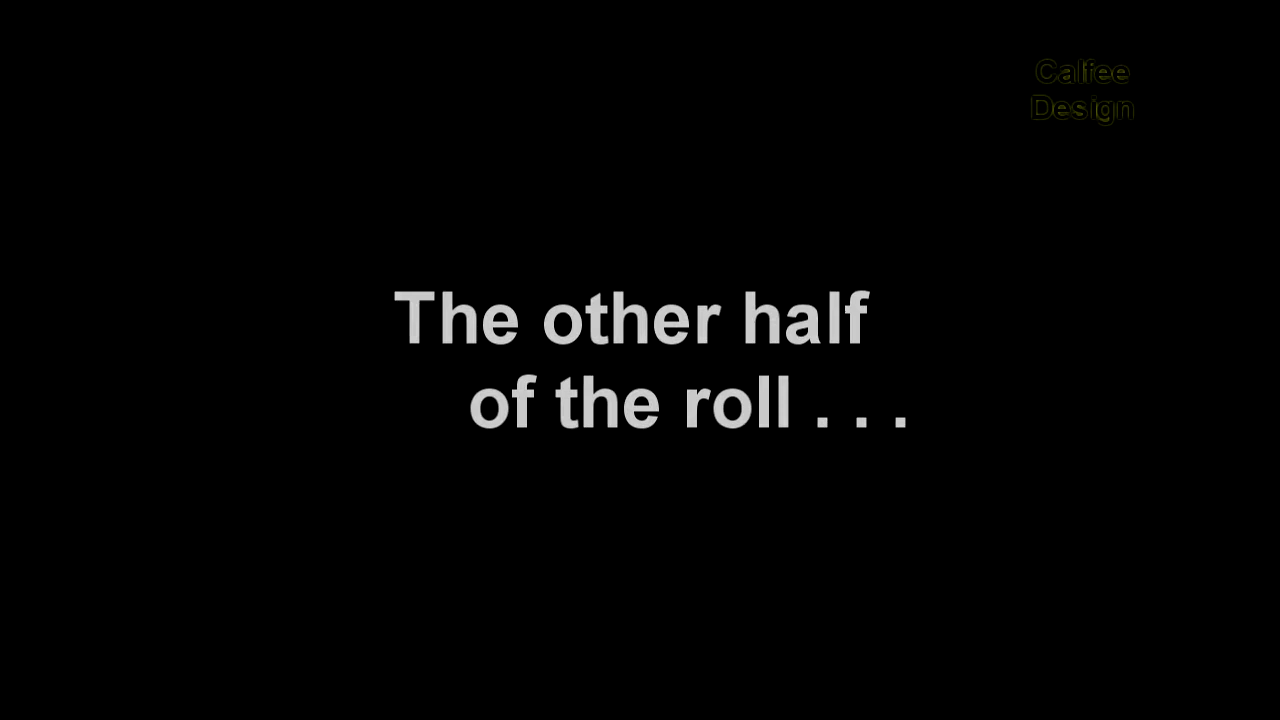 Calfee
Design
The other half
of the roll . . .